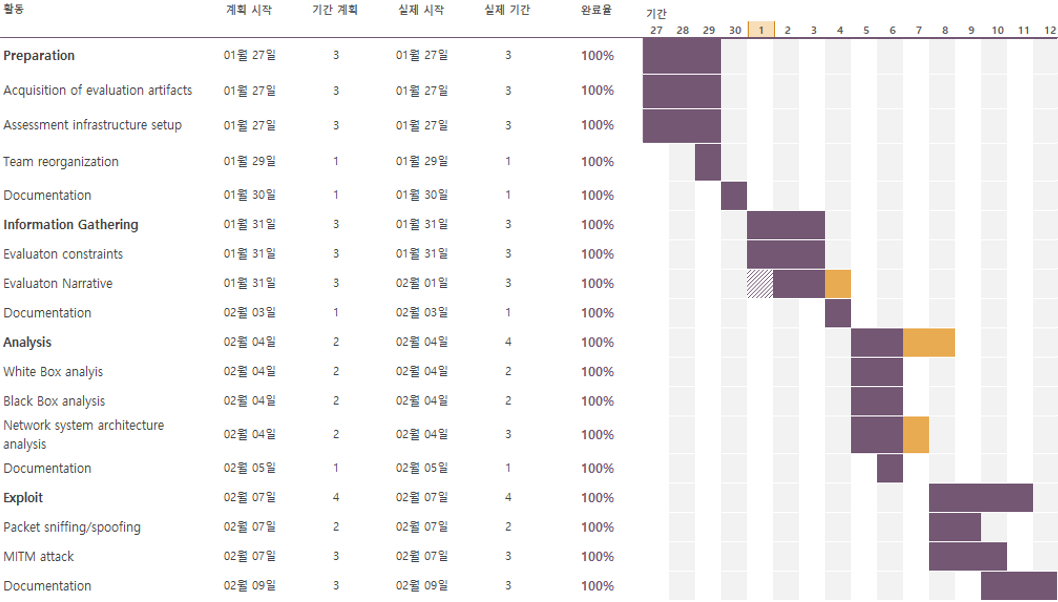 활동 계획 시작 기간 계획 실제 시작 실제 기간 완료율 기간
27 28 29 30 1 2 3 4 5 6 7 8 9 10 11 12
Preparation 01월 27일 3 01월 27일 3 100%
Acquisition of evaluation artifacts 01월 27일 3 01월 27일 3 100%
Assessment infrastructure setup 01월 27일 3 01월 27일 3 100%
Team reorganization 01월 29일 1 01월 29일 1 100%
Documentation 01월 30일 1 01월 30일 1 100%
Information Gathering 01월 31일 3 01월 31일 3 100%
Evaluaton constraints 01월 31일 3 01월 31일 3 100%
Evaluaton Narrative 01월 31일 3 02월 01일 3 100%
Documentation 02월 03일 1 02월 03일 1 100%
Analysis 02월 04일 2 02월 04일 4 100%
White Box analyis 02월 04일 2 02월 04일 2 100%
Black Box analysis 02월 04일 2 02월 04일 2 100%
Network system architecture
analysis 02월 04일 2 02월 04일 3 100%
Documentation 02월 05일 1 02월 05일 1 100%
Exploit 02월 07일 4 02월 07일 4 100%
Packet sniffing/spoofing 02월 07일 2 02월 07일 2 100%
MITM attack 02월 07일 3 02월 07일 3 100%
Documentation 02월 09일 3 02월 09일 3 100%